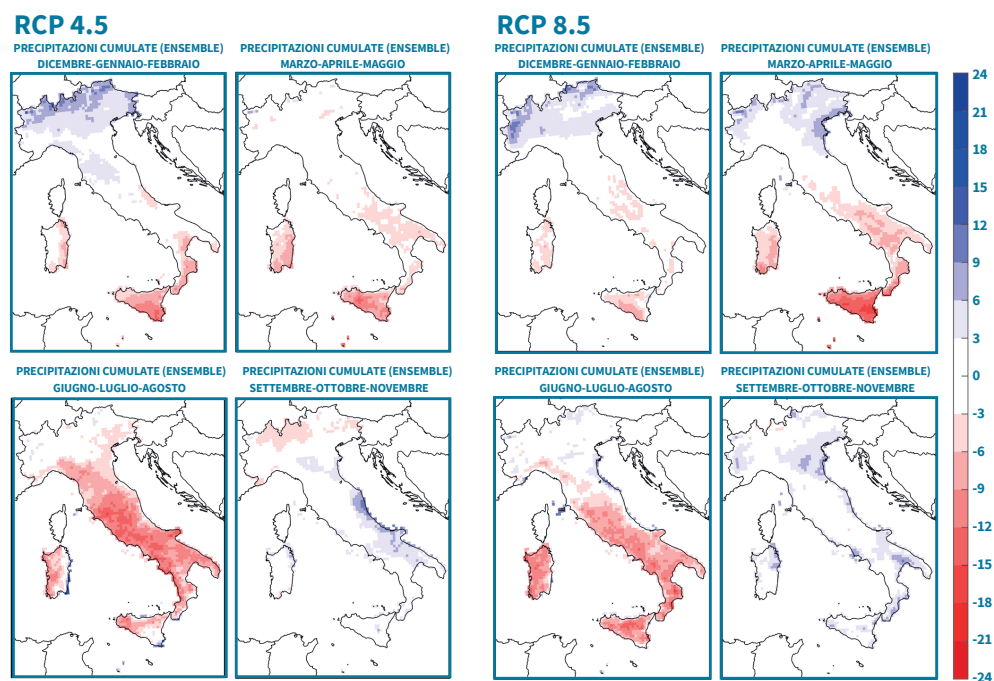 RCP 4.5
PRECIPITAZIONI CUMULATE (ENSEMBLE)
DICEMBRE-GENNAIO-FEBBRAIO
PRECIPITAZIONI CUMULATE (ENSEMBLE)
MARZO-APRILE-MAGGIO
RCP 8.5
PRECIPITAZIONI CUMULATE (ENSEMBLE)
DICEMBRE-GENNAIO-FEBBRAIO
PRECIPITAZIONI CUMULATE (ENSEMBLE)
MARZO-APRILE-MAGGIO
PRECIPITAZIONI CUMULATE (ENSEMBLE)
GIUGNO-LUGLIO-AGOSTO
PRECIPITAZIONI CUMULATE (ENSEMBLE)
SETTEMBRE-OTTOBRE-NOVEMBRE
PRECIPITAZIONI CUMULATE (ENSEMBLE)
GIUGNO-LUGLIO-AGOSTO
PRECIPITAZIONI CUMULATE (ENSEMBLE)
SETTEMBRE-OTTOBRE-NOVEMBRE
24
21
18
15
12
9
6
3
0
-3
-6
-9
-12
-15
-18
-21
-24